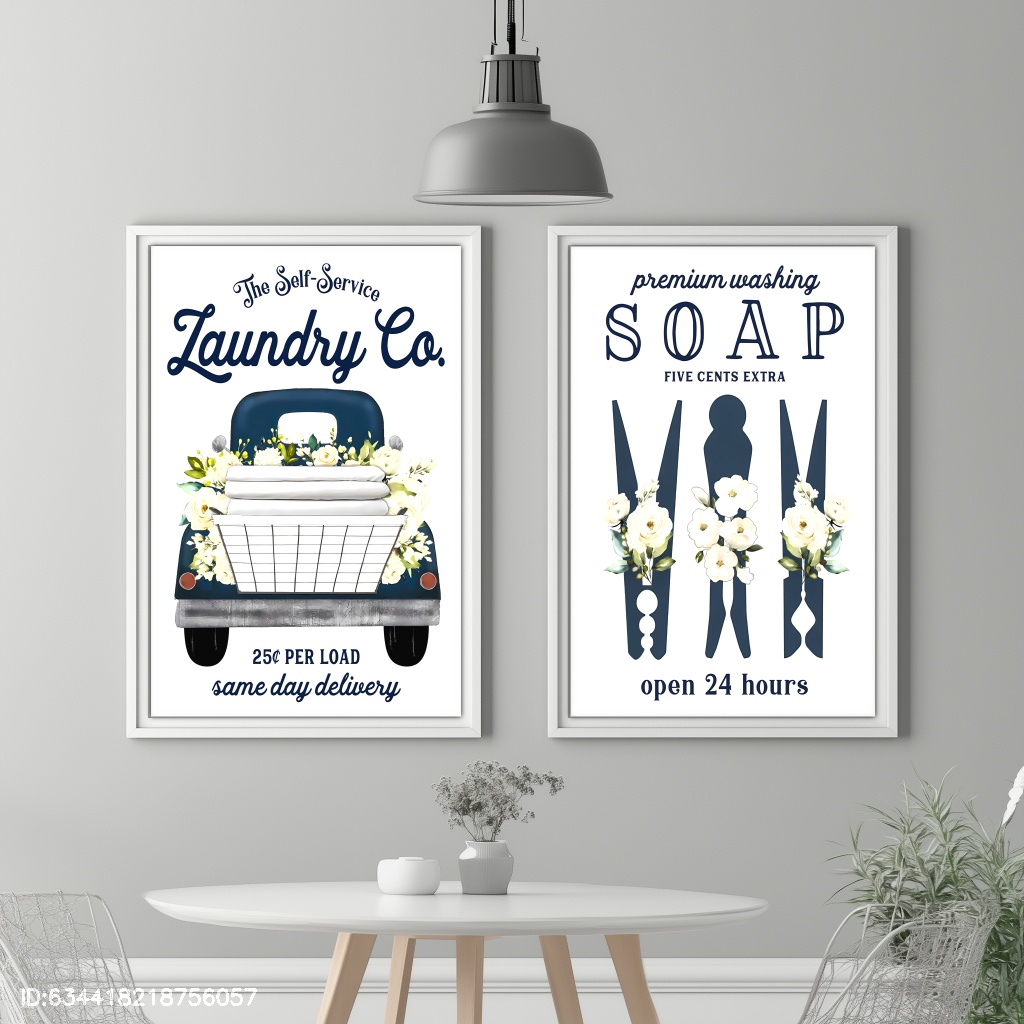 The Self-Service
Laundry Co.
25¢ PER LOAD
same day delivery
premium washing
SOAP
FIVE CENTS EXTRA
open 24 hours
ID:634418218756057